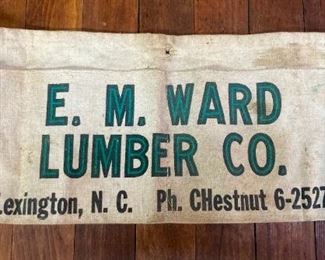 E. M. WARD
LUMBER CO.
Lexington, N. C. Ph. CHestnut 6-2527